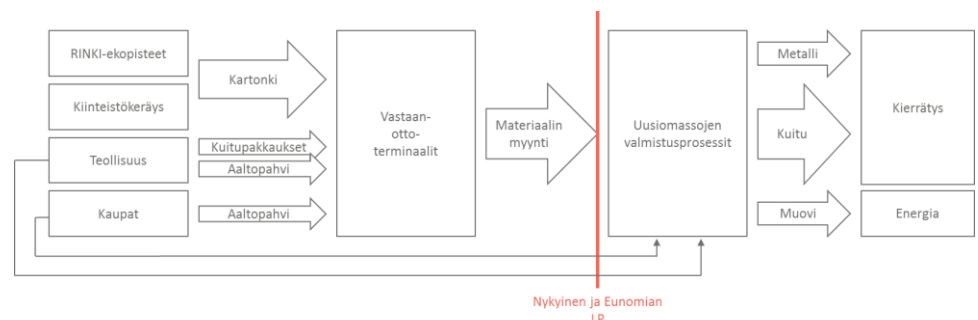 RINKI-ekopisteet
Kiinteistökeräys
Teollisuus
Kaupat
Kartonki
Kuitupakkaukset
Aaltopahvi
Aaltopahvi
Vastaan-
otto-
terminaalit
Materiaalin
myynti
Uusiomassojen
valmistusprosessit
Metalli
Kuitu
Muovi
Kierrätys
Energia
Nykyinen ja Eunomian
LP